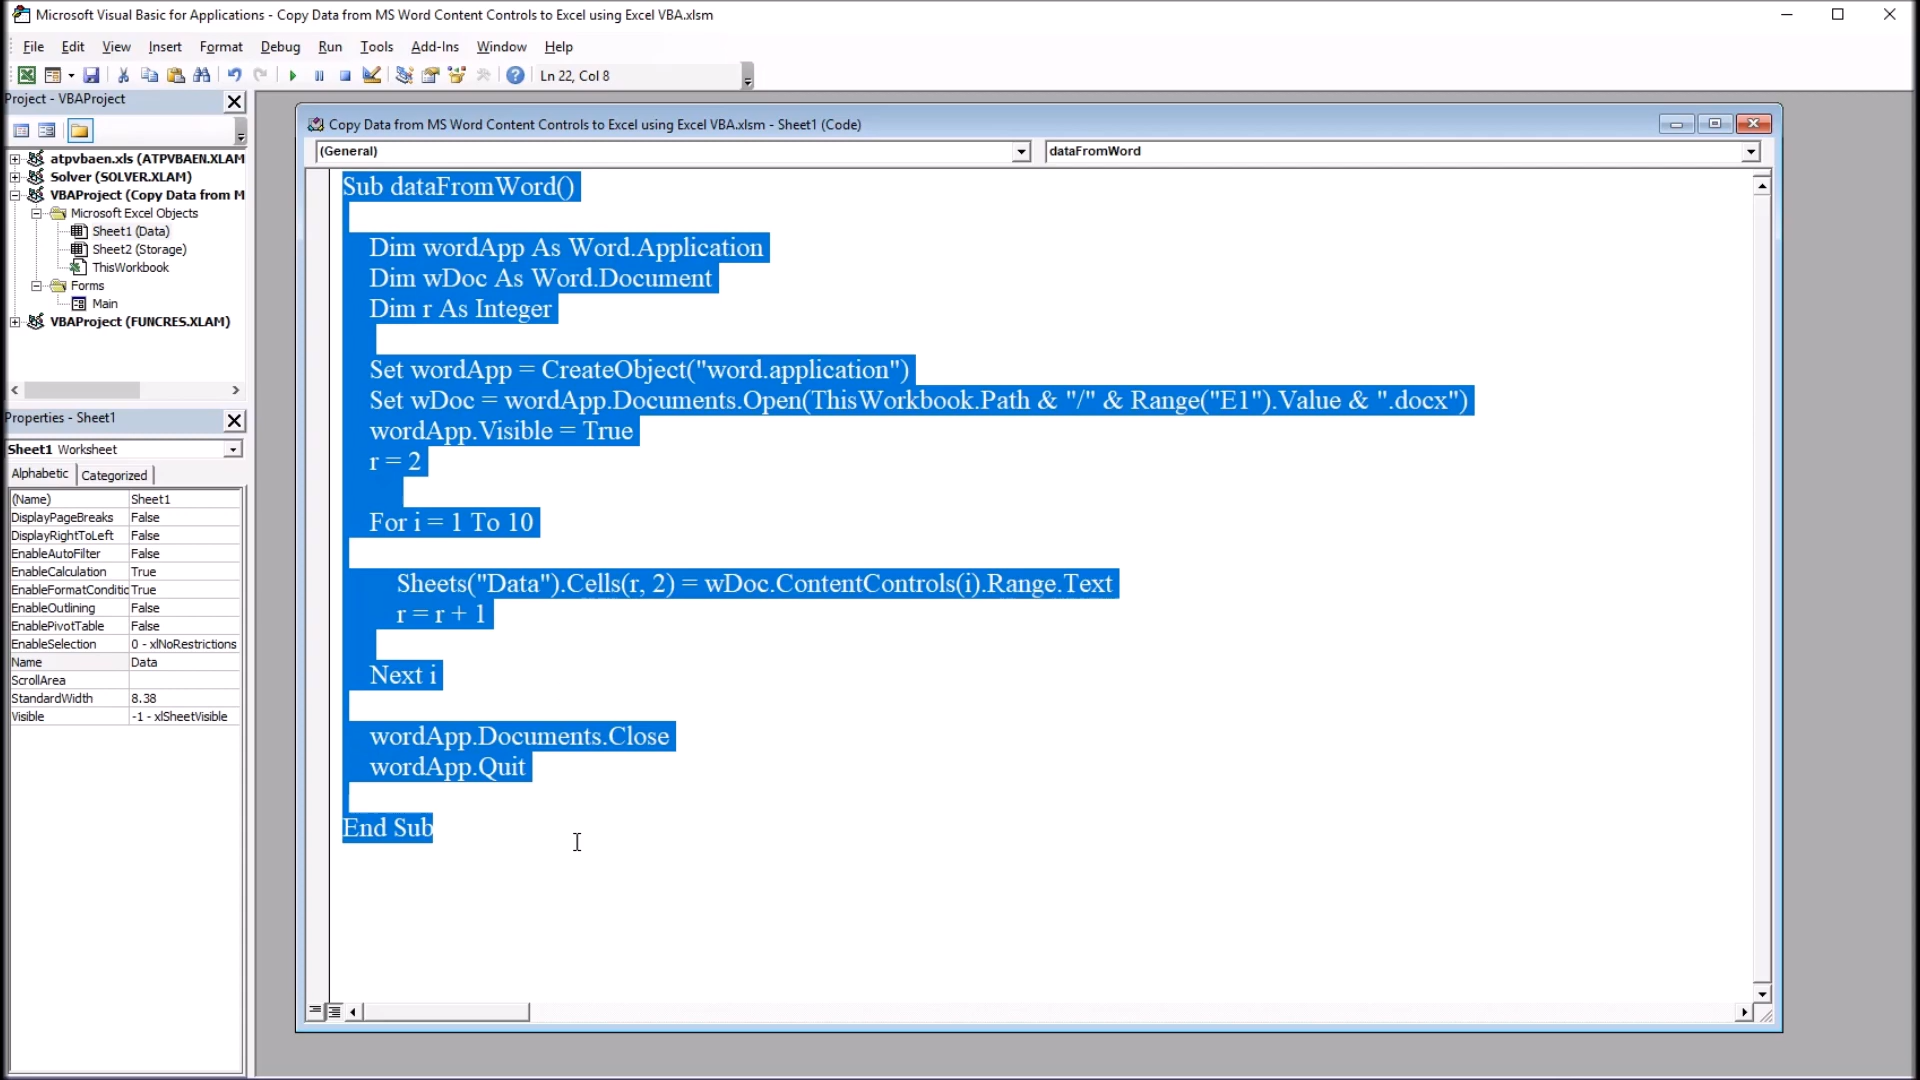 Microsoft Visual Basic for Applications - Copy Data from MS Word Content Controls to Excel using Excel VBA.xlsm
File Edit View Insert Format Debug Run Tools Add-Ins Window Help
Ln 22, Col 8
Project - VBAProject
atpvbaen.xls (ATPVBAEN.XLAM
Solver (SOLVER.XLAM)
VBAProject (Copy Data from M
Microsoft Excel Objects
Sheet1 (Data)
Sheet2 (Storage)
ThisWorkbook
Forms
Main
VBAProject (FUNCRES.XLAM)
Properties - Sheet1
Sheet1 Worksheet
Alphabetic Categorized
(Name) Sheet1
DisplayPageBreaks False
DisplayRightToLeft False
EnableAutoFilter False
EnableCalculation True
EnableFormatConditic True
EnableOutlining False
EnablePivotTable False
EnableSelection 0 - xlNoRestrictions
Name Data
ScrollArea
StandardWidth 8.38
Visible -1 - xlSheetVisible
Copy Data from MS Word Content Controls to Excel using Excel VBA.xlsm - Sheet1 (Code)
(General) dataFromWord
Sub dataFromWord()
Dim wordApp As Word.Application
Dim wDoc As Word.Document
Dim r As Integer
Set wordApp = CreateObject("word.application")
Set wDoc = wordApp.Documents.Open(ThisWorkbook.Path & "/" & Range("E1").Value & ".docx")
wordApp.Visible = True
r = 2
For i = 1 To 10
Sheets("Data").Cells(r, 2) = wDoc.ContentControls(i).Range.Text
r = r + 1
Next i
wordApp.Documents.Close
wordApp.Quit
End Sub